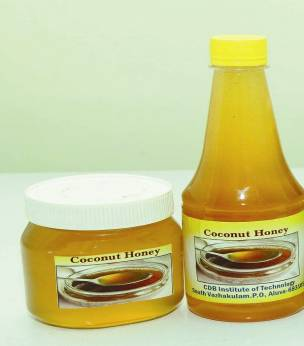 Coconut Honey
Coconut Honey
CDB Institute of Technology
South Vazhakulam.P.O, Aluva-